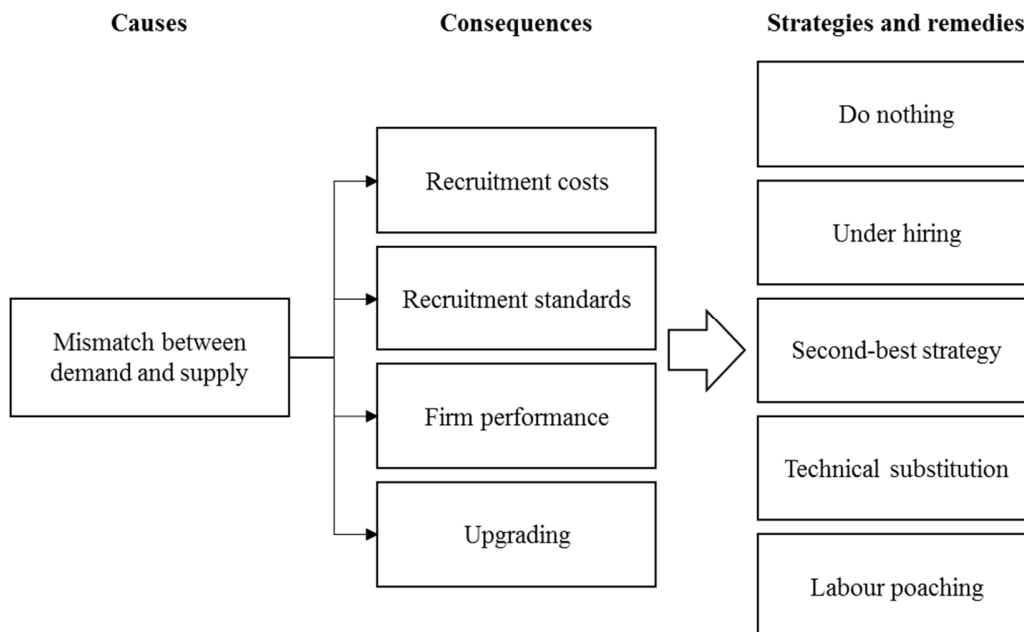 Causes
Consequences
Strategies and remedies
Mismatch between
demand and supply
Recruitment costs
Recruitment standards
Firm performance
Upgrading
Do nothing
Under hiring
Second-best strategy
Technical substitution
Labour poaching